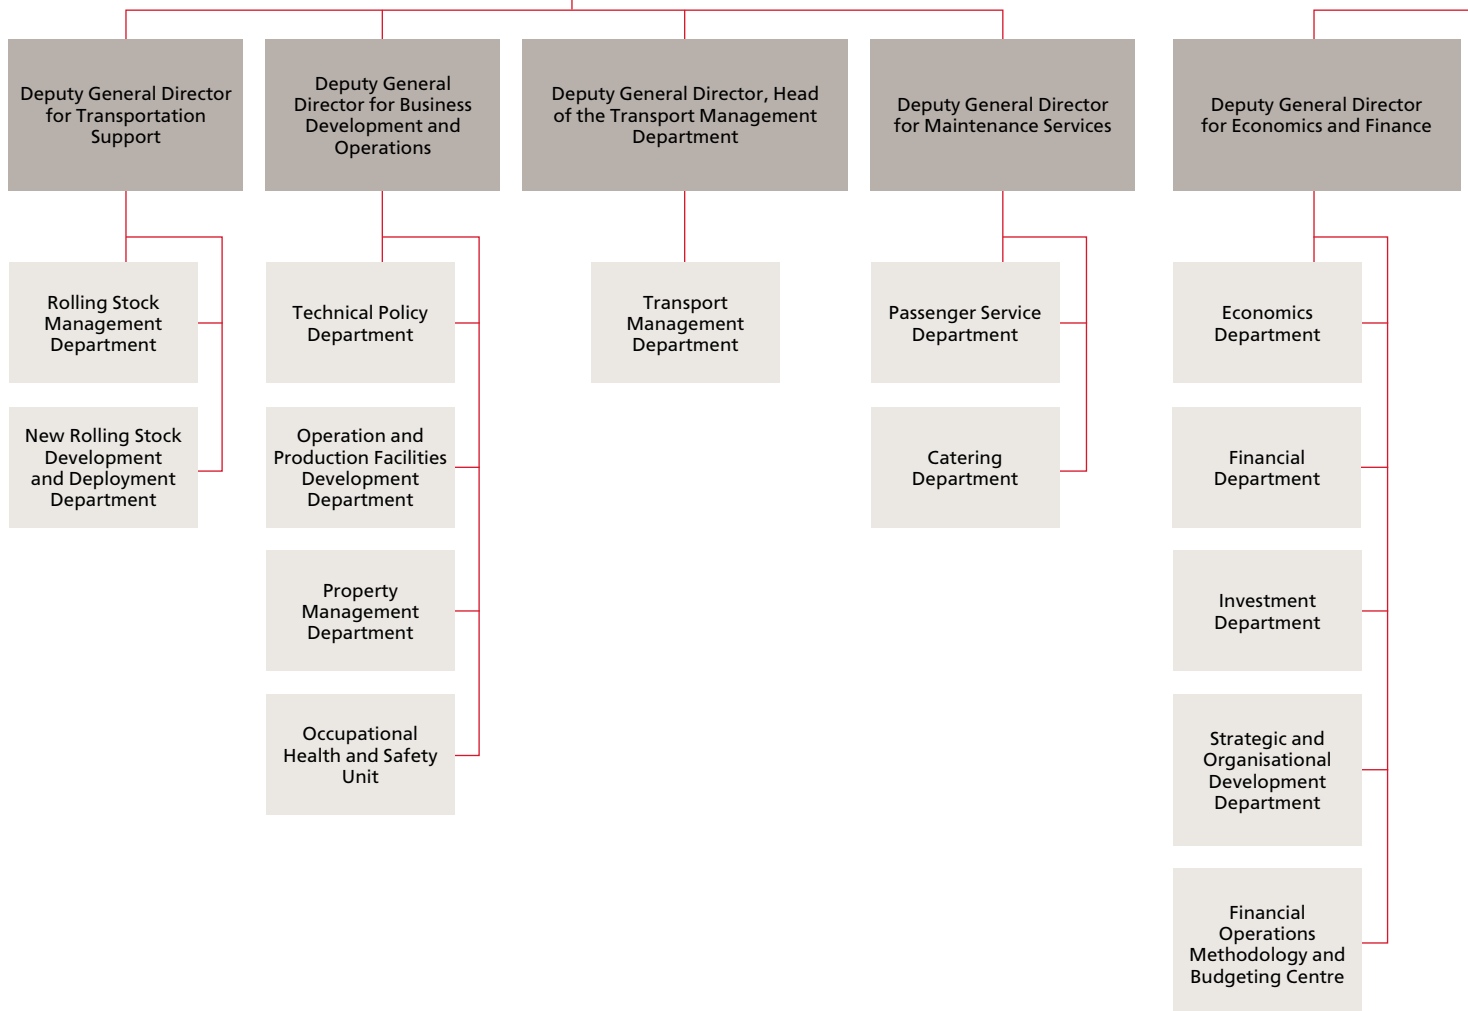 Deputy General Director
for Transportation
Support
Deputy General
Director for Business
Development and
Operations
Deputy General Director, Head
of the Transport Management
Department
Deputy General Director
for Maintenance Services
Deputy General Director
for Economics and Finance
Rolling Stock
Management
Department
Technical Policy
Department
Transport
Management
Department
Passenger Service
Department
Economics
Department
New Rolling Stock
Development
and Deployment
Department
Operation and
Production Facilities
Development
Department
Catering
Department
Financial
Department
Property
Management
Department
Investment
Department
Occupational
Health and Safety
Unit
Strategic and
Organisational
Development
Department
Financial
Operations
Methodology and
Budgeting Centre